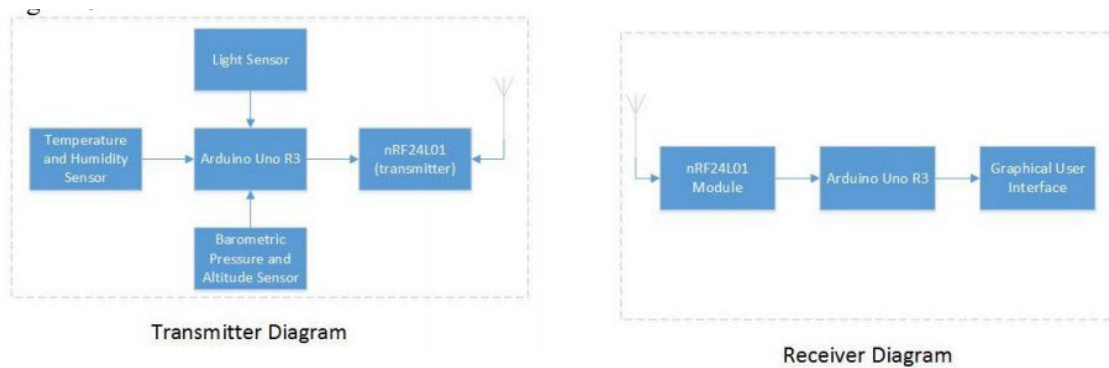 Light Sensor
Temperature
and Humidity
Sensor
Arduino Uno R3
nRF24L01
(transmitter)
Barometric
Pressure and
Altitude Sensor
Transmitter Diagram
nRF24L01
Module
Arduino Uno R3
Graphical User
Interface
Receiver Diagram